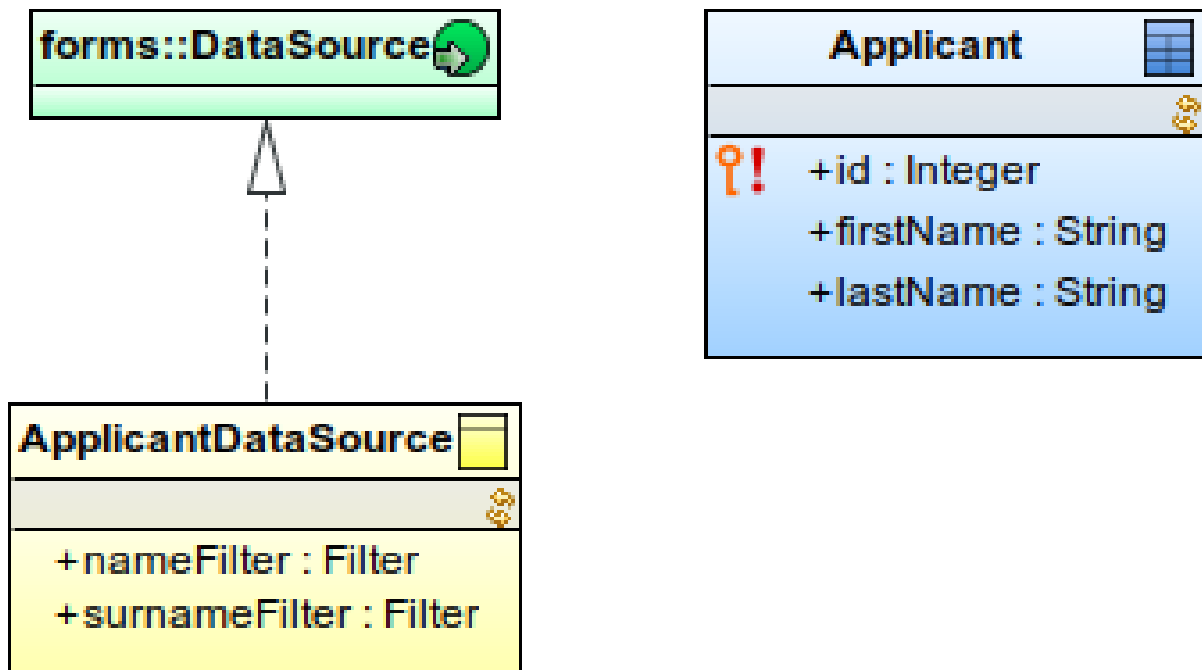 forms::DataSource
Applicant
+id : Integer
+firstName : String
+lastName : String
ApplicantDataSource
+nameFilter : Filter
+surnameFilter : Filter